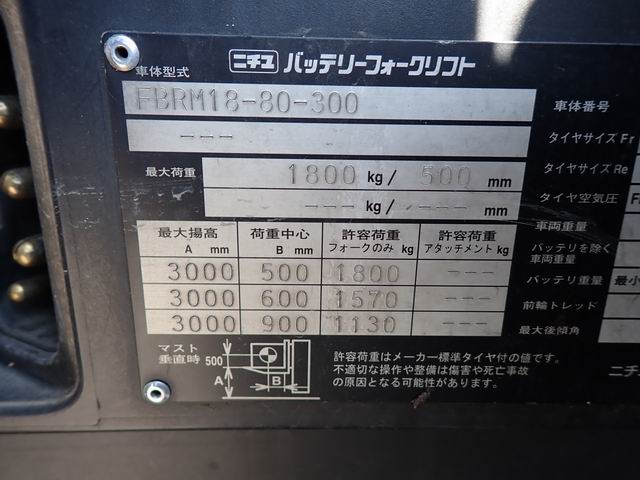 ニチユ バッテリーフォークリフト
車体型式
FBRM18-80-300
車体番号
---
タイヤサイズ Fr
最大荷重
1800 kg/ 500 mm
タイヤサイズ Re
--- kg/ --- mm
タイヤ空気圧
車両重量
バッテリを除く
車両重量
バッテリ重量 最小
前輪トレッド
最大後傾角
最大揚高 荷重中心 許容荷重 許容荷重
A mm B mm フォークのみ kg アタッチメント kg
3000 500 1800 ---
3000 600 1570 ---
3000 900 1130 ---
マスト
垂直時 500
A B
許容荷重はメーカー標準タイヤ付の値です。
不適切な操作や整備は傷害や死亡事故
の原因となる可能性があります。
ニチ